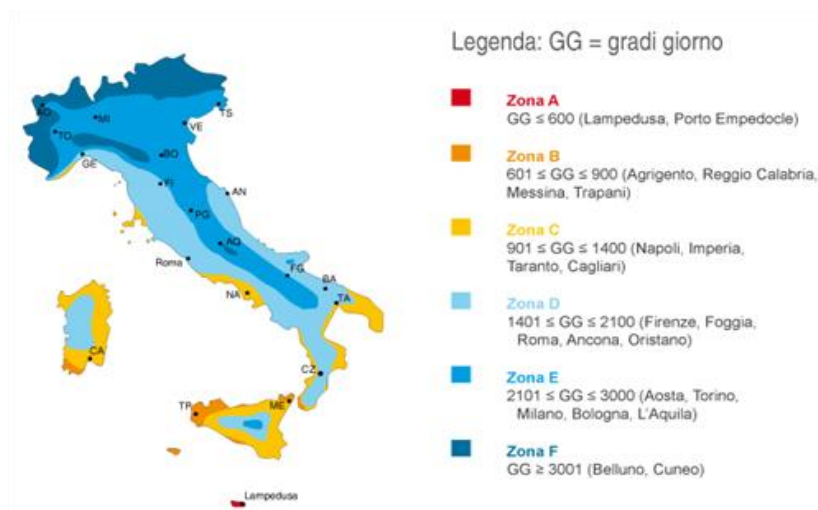 Legenda: GG = gradi giorno
Zona A
GG ≤ 600 (Lampedusa, Porto Empedocle)
Zona B
601 ≤ GG ≤ 900 (Agrigento, Reggio Calabria,
Messina, Trapani)
Zona C
901 ≤ GG ≤ 1400 (Napoli, Imperia,
Taranto, Cagliari)
Zona D
1401 ≤ GG ≤ 2100 (Firenze, Foggia,
Roma, Ancona, Oristano)
Zona E
2101 ≤ GG ≤ 3000 (Aosta, Torino,
Milano, Bologna, L'Aquila)
Zona F
GG ≥ 3001 (Belluno, Cuneo)
AO
MI
TS
VE
TO
BO
GE
FI
AN
PG
AQ
Roma
FG
BA
NA
TA
CA
CZ
TR
ME
Lampedusa